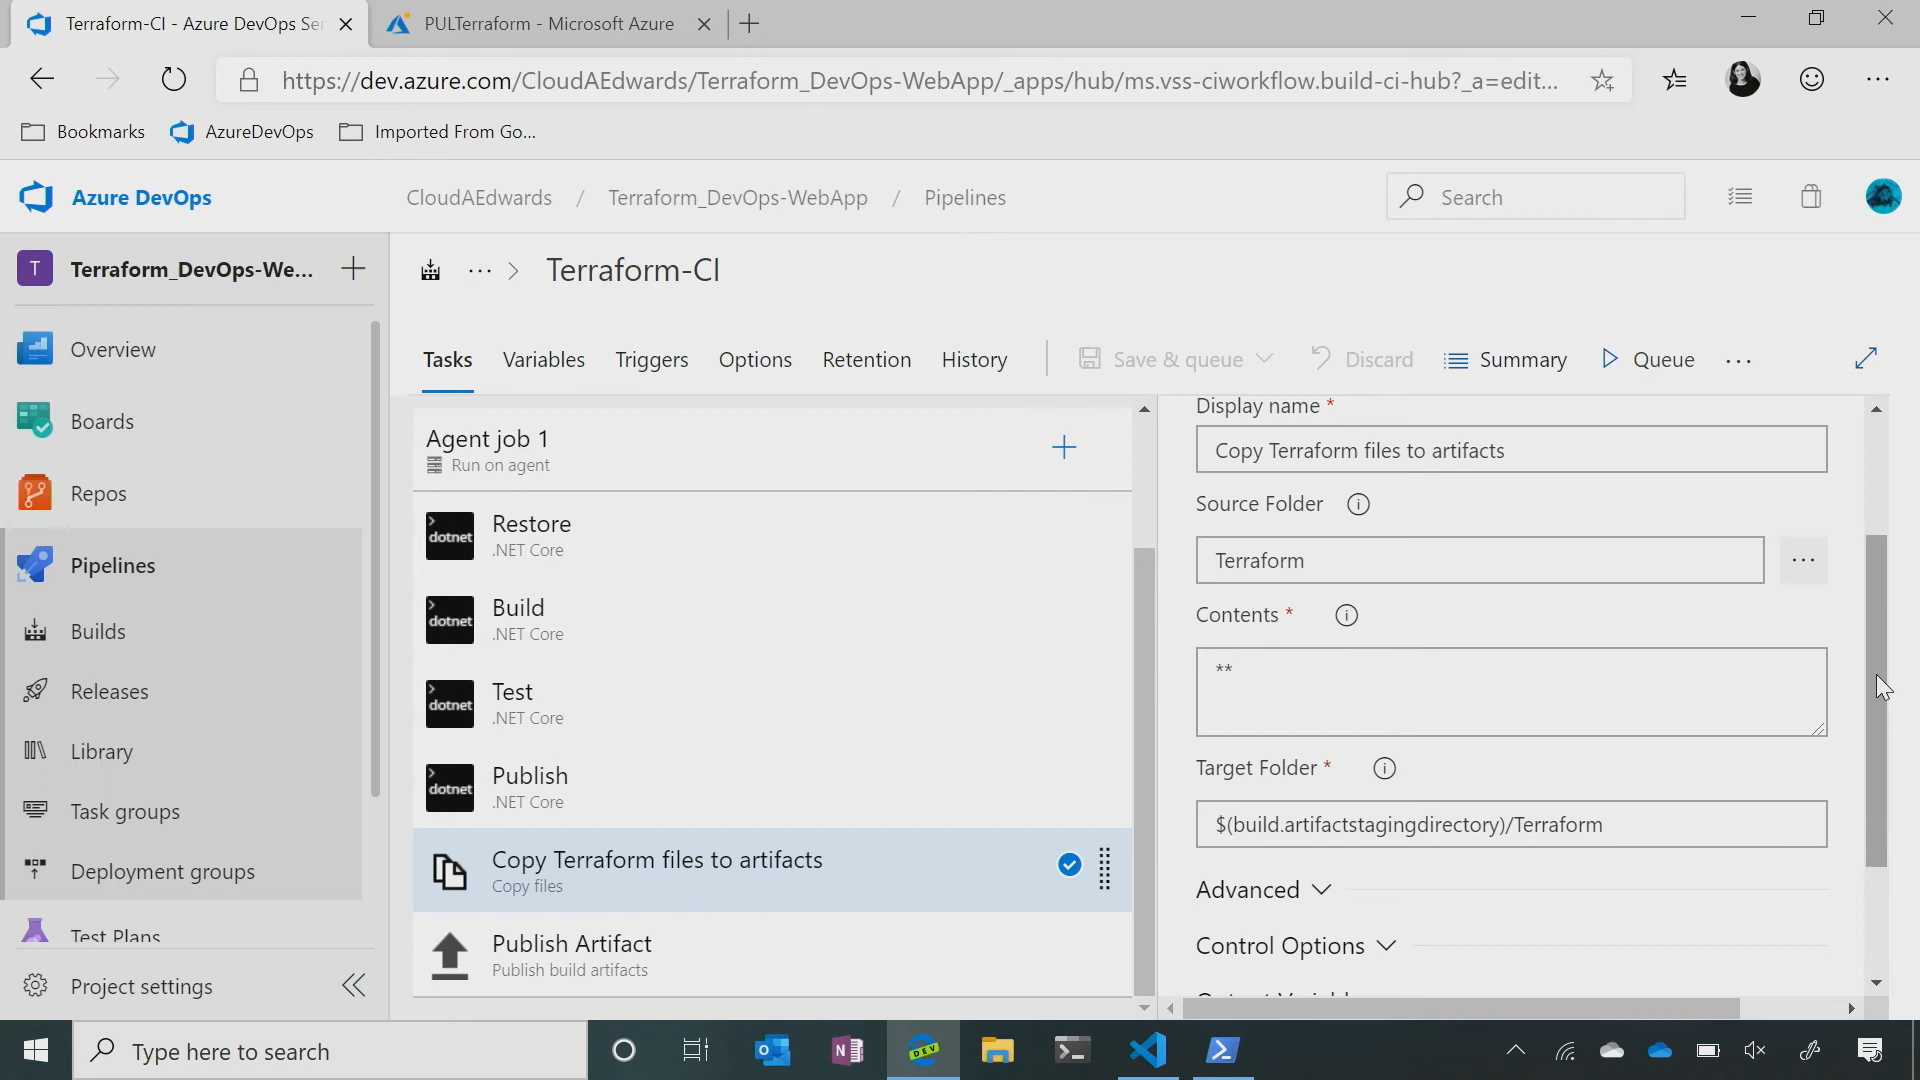 Terraform-CI - Azure DevOps Ser
PULTerraform - Microsoft Azure
https://dev.azure.com/CloudAEdwards/Terraform_DevOps-WebApp/_apps/hub/ms.vss-ciworkflow.build-ci-hub?_a=edit...
Bookmarks
AzureDevOps
Imported From Go...
Azure DevOps
CloudAEdwards / Terraform_DevOps-WebApp / Pipelines
Search
T
Terraform_DevOps-We...
Overview
Boards
Repos
Pipelines
Builds
Releases
Library
Task groups
Deployment groups
Test Plans
Project settings
... > Terraform-CI
Tasks
Variables
Triggers
Options
Retention
History
Save & queue
Discard
Summary
Queue
...
Agent job 1
Run on agent
dotnet
Restore
.NET Core
dotnet
Build
.NET Core
dotnet
Test
.NET Core
dotnet
Publish
.NET Core
Copy Terraform files to artifacts
Copy files
Publish Artifact
Publish build artifacts
Display name *
Copy Terraform files to artifacts
Source Folder
Terraform
...
Contents *
**
Target Folder *
$(build.artifactstagingdirectory)/Terraform
Advanced
Control Options
Type here to search
DEV